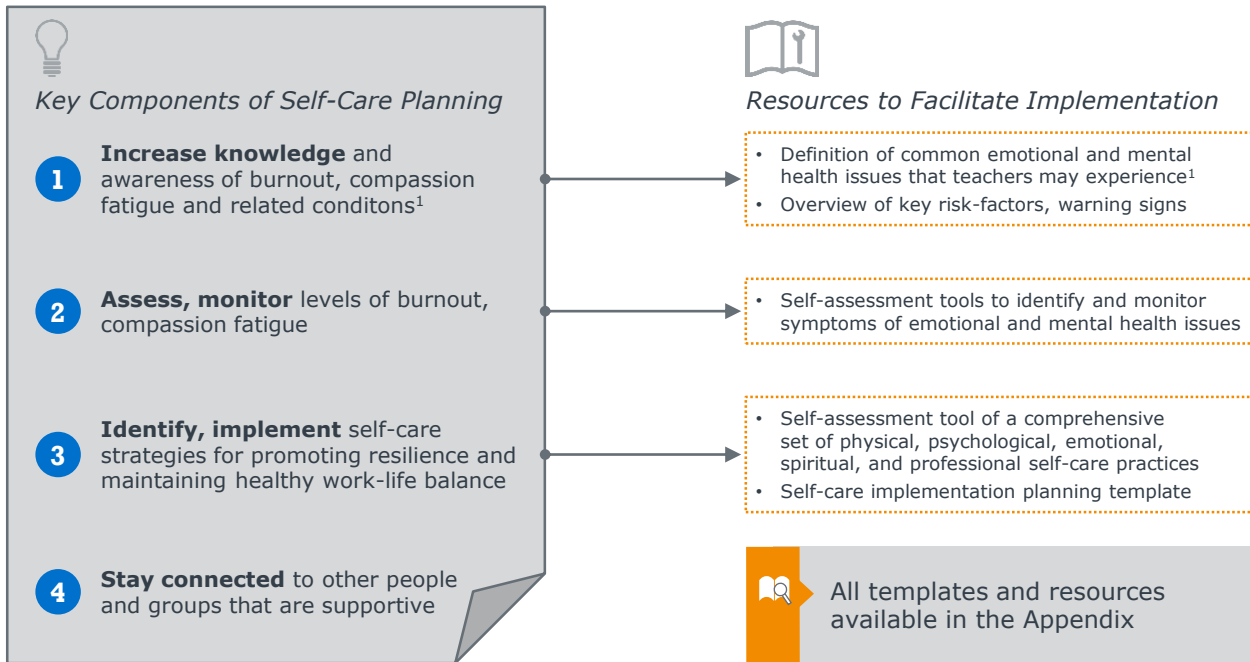 Key Components of Self-Care Planning
1
Increase knowledge and
awareness of burnout, compassion
fatigue and related conditons¹
2
Assess, monitor levels of burnout,
compassion fatigue
3
Identify, implement self-care
strategies for promoting resilience and
maintaining healthy work-life balance
4
Stay connected to other people
and groups that are supportive
Resources to Facilitate Implementation
• Definition of common emotional and mental
health issues that teachers may experience¹
• Overview of key risk-factors, warning signs
• Self-assessment tools to identify and monitor
symptoms of emotional and mental health issues
• Self-assessment tool of a comprehensive
set of physical, psychological, emotional,
spiritual, and professional self-care practices
• Self-care implementation planning template
All templates and resources
available in the Appendix